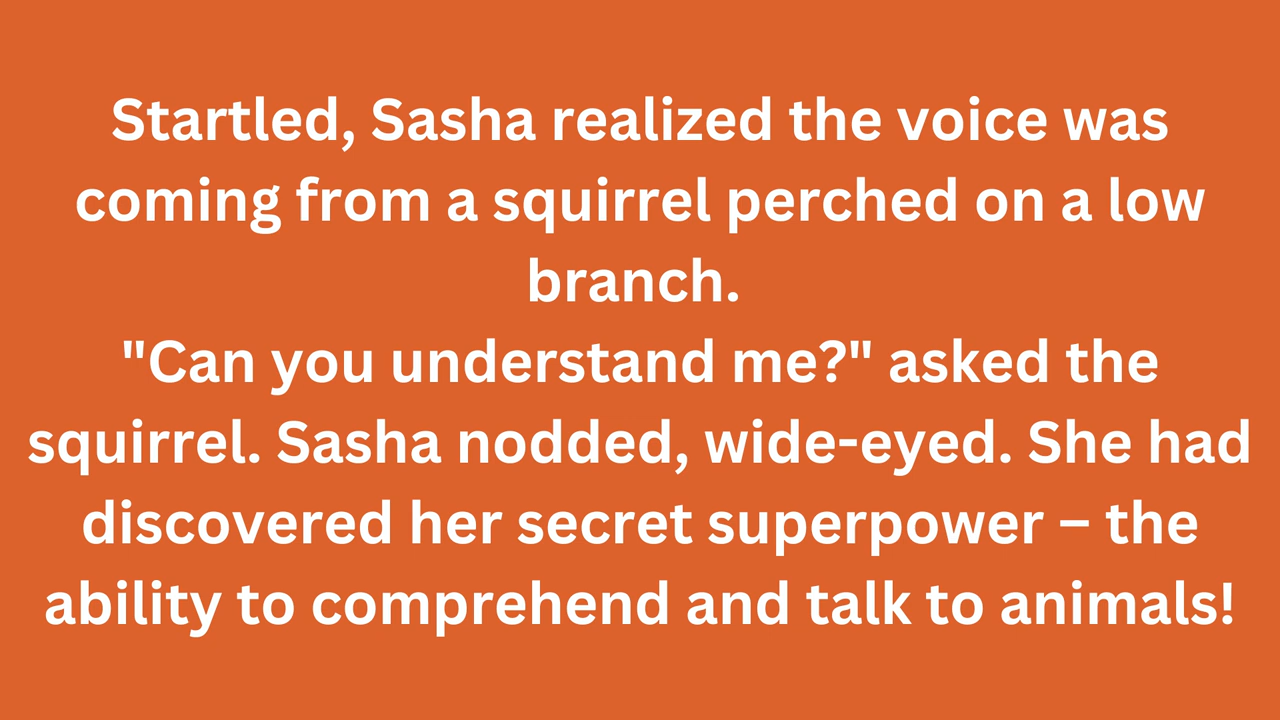 Startled, Sasha realized the voice was
coming from a squirrel perched on a low
branch.
"Can you understand me?" asked the
squirrel. Sasha nodded, wide-eyed. She had
discovered her secret superpower – the
ability to comprehend and talk to animals!